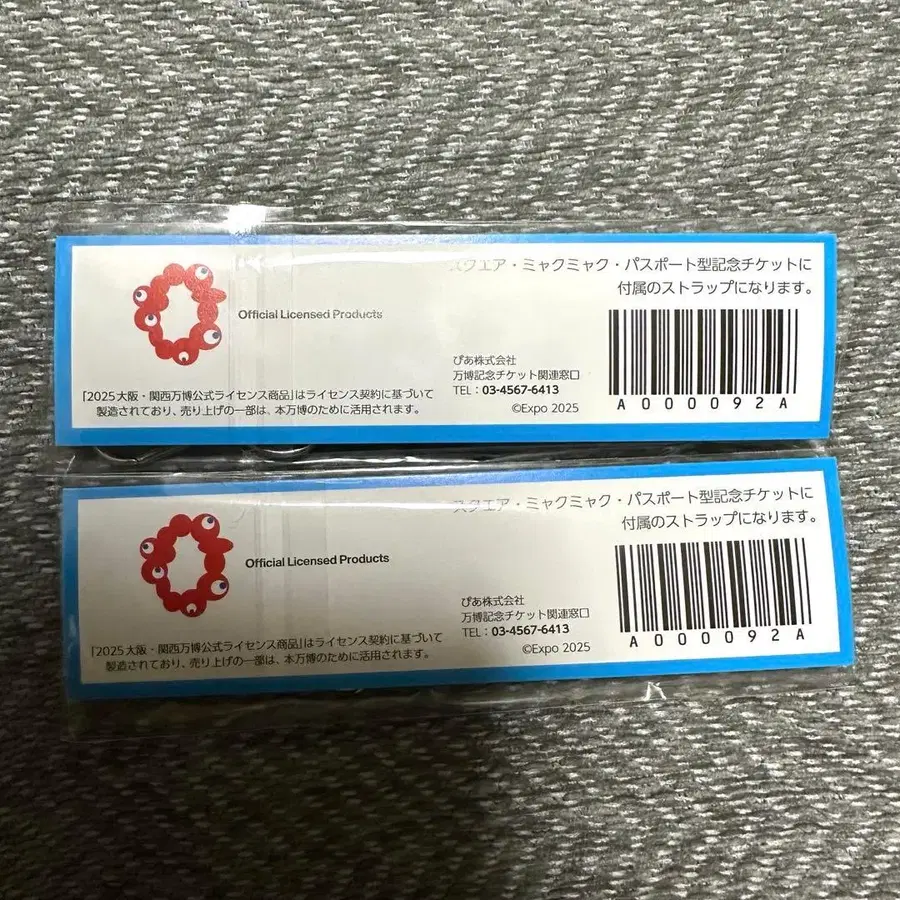 スクエア・ミャクミャク・パスポート型記念チケットに
付属のストラップになります。
Official Licensed Products
ぴあ株式会社
万博記念チケット関連窓口
TEL：03-4567-6413
©Expo 2025
「2025大阪・関西万博公式ライセンス商品」はライセンス契約に基づいて
製造されており、売り上げの一部は、本万博のために活用されます。
A000092A
スクエア・ミャクミャク・パスポート型記念チケットに
付属のストラップになります。
Official Licensed Products
ぴあ株式会社
万博記念チケット関連窓口
TEL：03-4567-6413
©Expo 2025
「2025大阪・関西万博公式ライセンス商品」はライセンス契約に基づいて
製造されており、売り上げの一部は、本万博のために活用されます。
A000092A